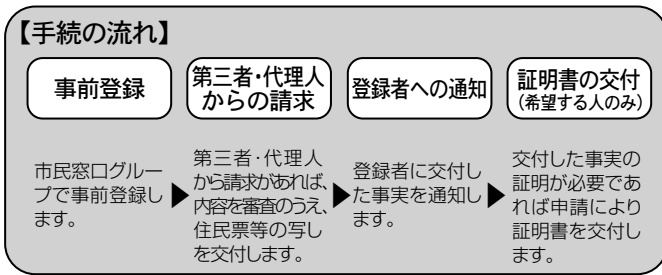 【手続の流れ】
事前登録
第三者・代理人
からの請求
登録者への通知
証明書の交付
(希望する人のみ)
市民窓口グルー
プで事前登録し
ます。
第三者・代理人
から請求があれば、
内容を審査のうえ、
住民票等の写し
を交付します。
登録者に交付し
た事実を通知し
ます。
交付した事実の
証明が必要であ
れば申請により
証明書を交付し
ます。